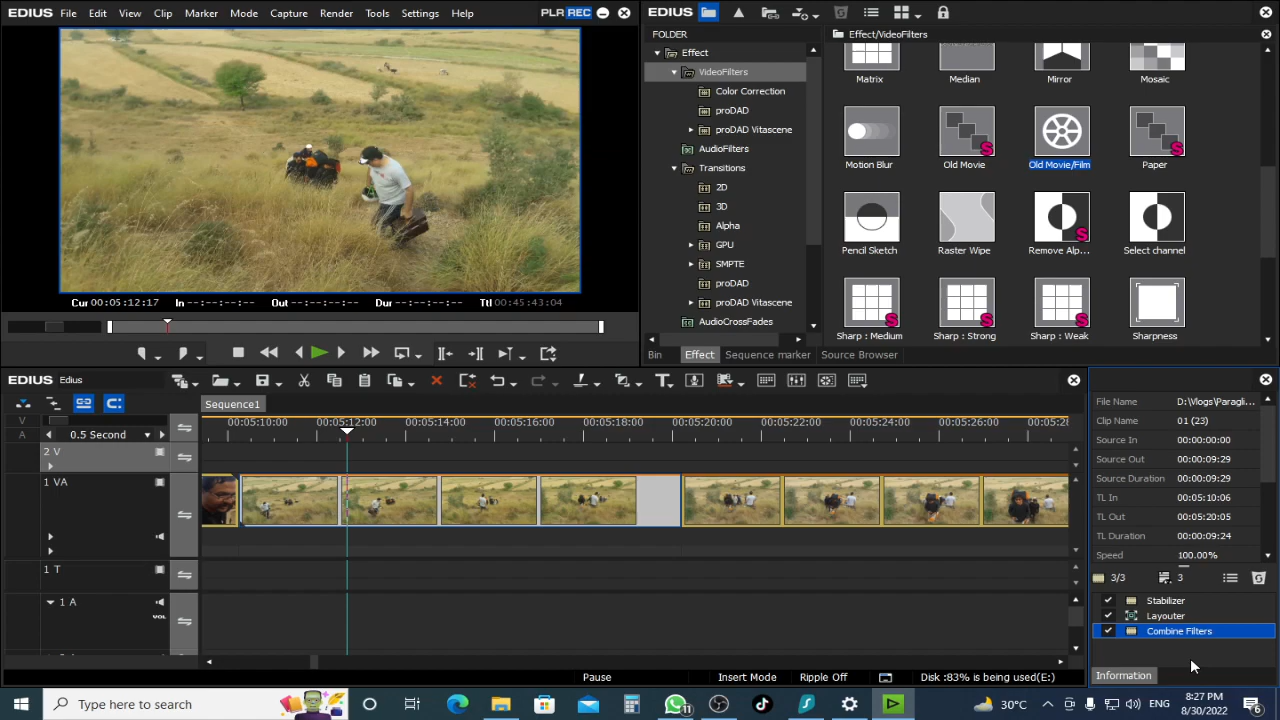 EDIUS File Edit View Clip Marker Mode Capture Render Tools Settings Help PLR REC
Cur 00:05:12:17 In --:--:--:-- Out --:--:--:-- Dur --:--:--:-- Ttl 00:45:43:04
EDIUS
FOLDER
Effect
VideoFilters
Color Correction
proDAD
proDAD Vitascene
AudioFilters
Transitions
2D
3D
Alpha
GPU
SMPTE
proDAD
proDAD Vitascene
AudioCrossFades
Effect/VideoFilters
Matrix Median Mirror Mosaic
Motion Blur Old Movie Old Movie/Film Paper
Pencil Sketch Raster Wipe Remove Alp... Select channel
Sharp : Medium Sharp : Strong Sharp : Weak Sharpness
Bin Effect Sequence marker Source Browser
EDIUS Edius
Sequence1
V
A 0.5 Second
00:05:10:00 00:05:12:00 00:05:14:00 00:05:16:00 00:05:18:00 00:05:20:00 00:05:22:00 00:05:24:00 00:05:26:00 00:05:28
2 V
1 VA
1 T
1 A
VOL
Pause Insert Mode Ripple Off Disk :83% is being used(E:)
File Name D:\Vlogs\Paragli...
Clip Name 01 (23)
Source In 00:00:00:00
Source Out 00:00:09:29
Source Duration 00:00:09:29
TL In 00:05:10:06
TL Out 00:05:20:05
TL Duration 00:00:09:24
Speed 100.00%
3/3 3
Stabilizer
Layouter
Combine Filters
Information
Type here to search
11
30°C ENG
8:27 PM
8/30/2022
6